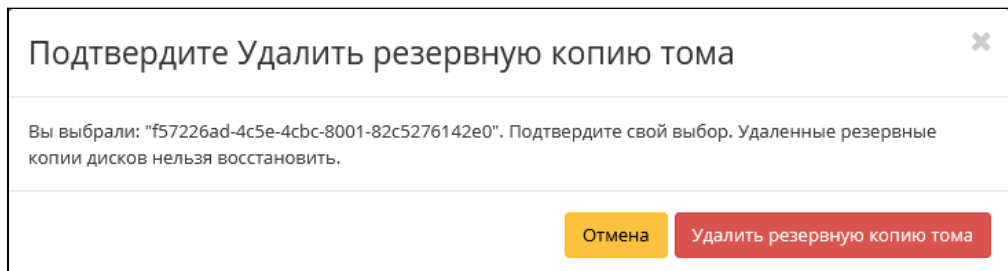 Подтвердите Удалить резервную копию тома
Вы выбрали: "f57226ad-4c5e-4cbc-8001-82c5276142e0". Подтвердите свой выбор. Удаленные резервные
копии дисков нельзя восстановить.
Отмена Удалить резервную копию тома